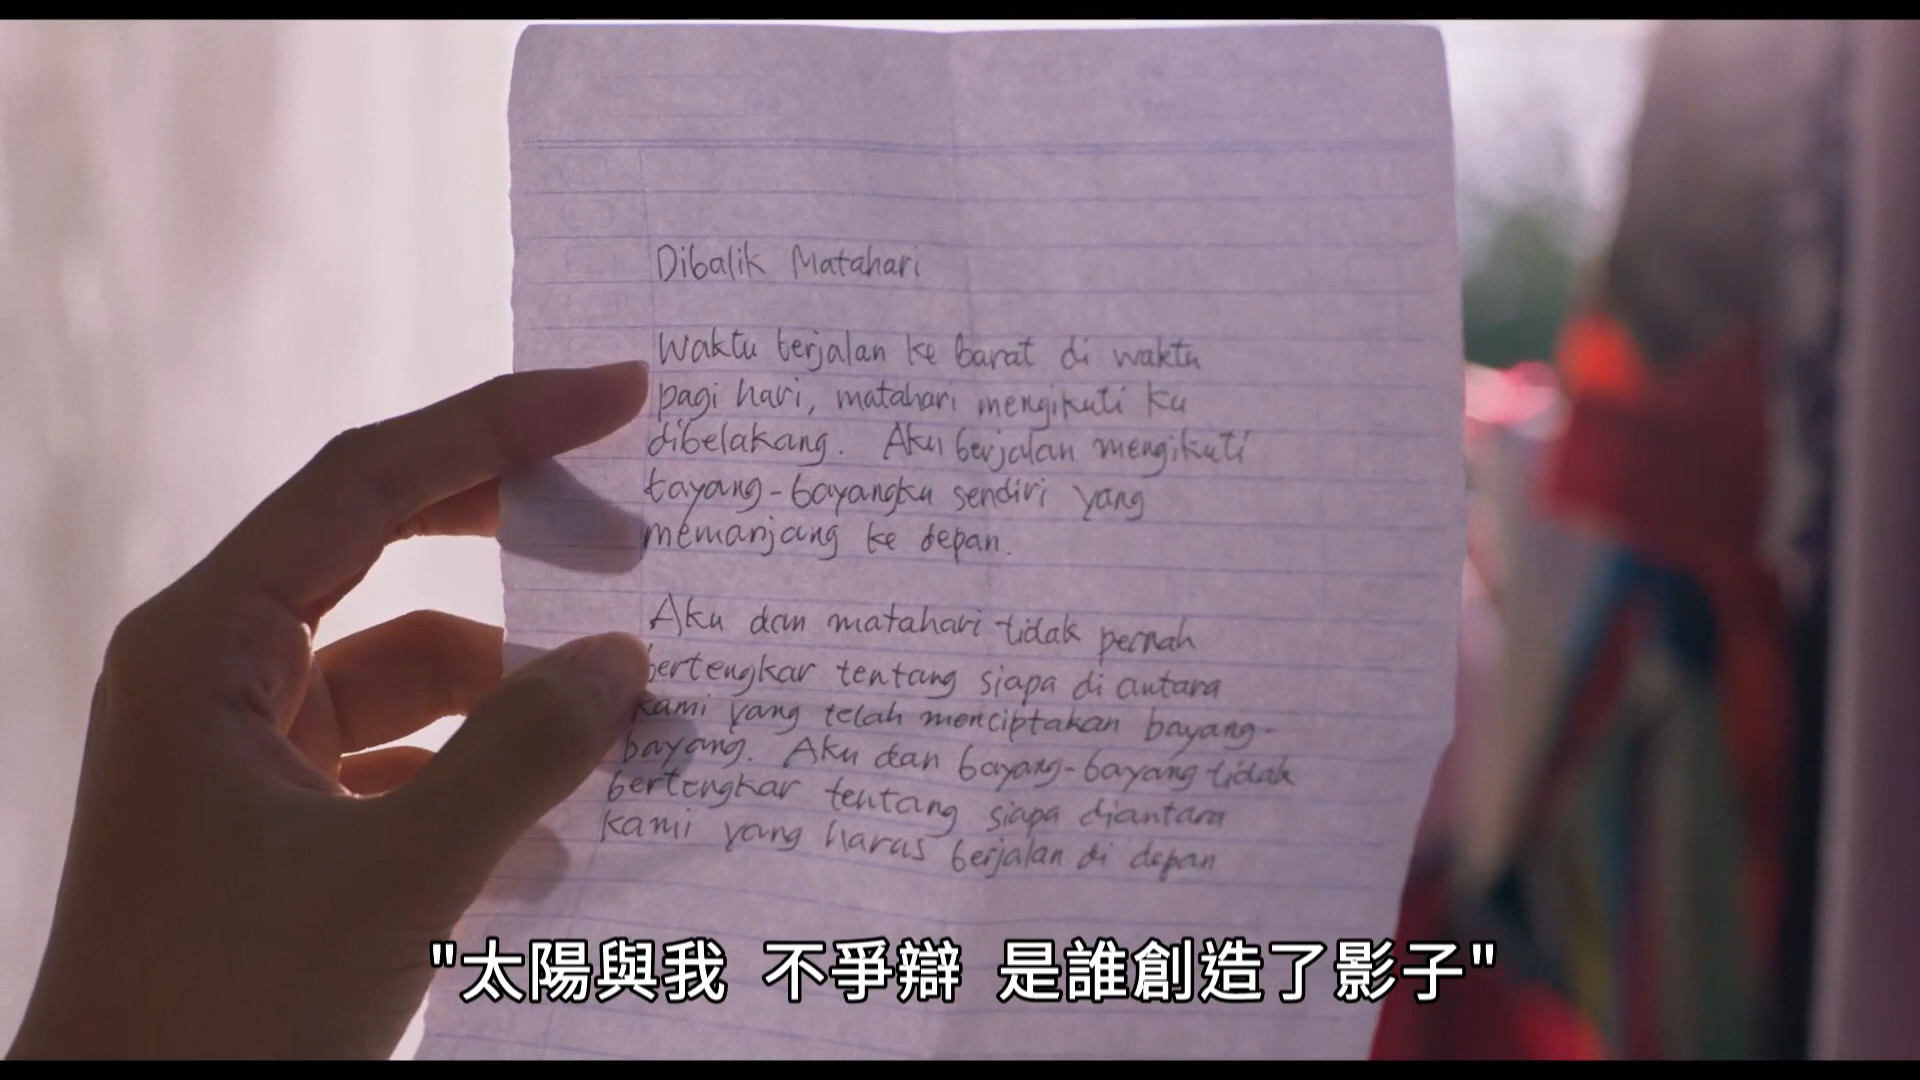 Dibalik Matahari
Waktu berjalan ke barat di waktu
pagi hari, matahari mengikuti ku
dibelakang. Aku berjalan mengikuti
bayang-bayangku sendiri yang
memanjang ke depan.
Aku dan matahari tidak pernah
bertengkar tentang siapa di antara
kami yang telah menciptakan bayang-
bayang. Aku dan bayang-bayang tidak
bertengkar tentang siapa diantara
kami yang harus berjalan di depan
"太陽與我 不爭辯 是誰創造了影子"